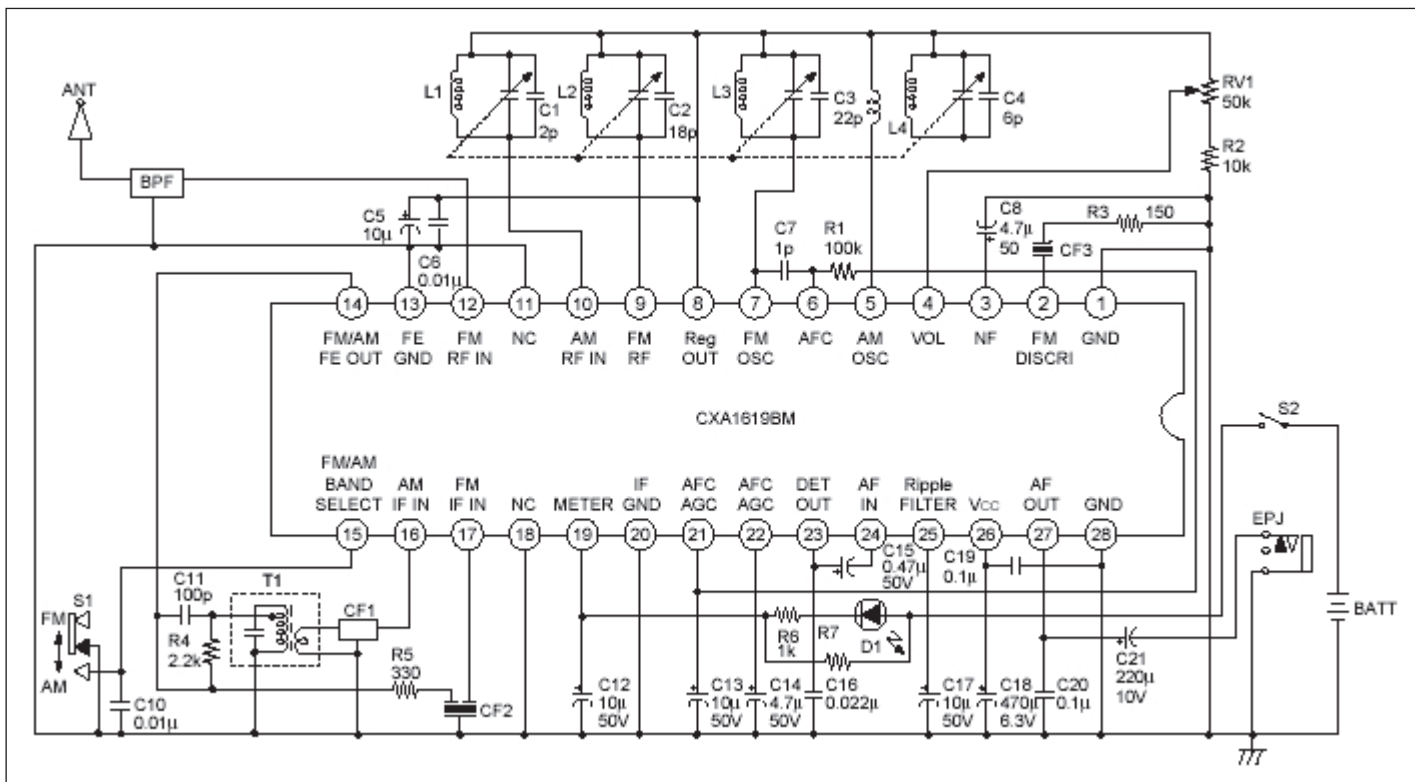 ANT
BPF
L1
C1
2p
L2
C2
18p
L3
C3
22p
L4
C4
6p
RV1
50k
R2
10k
C5
10µ
C6
0.01µ
C7
1p
R1
100k
C8
4.7µ
50
R3
150
CF3
14 13 12 11 10 9 8 7 6 5 4 3 2 1
FM/AM FE FM NC AM FM Reg FM AFC AM VOL NF FM GND
FE OUT GND RF IN RF IN RF OUT OSC OSC DISCRI
CXA1619BM
S2
FM/AM
BAND AM FM IF AFC AFC DET AF Ripple AF
SELECT IF IN IF IN NC METER GND AGC AGC OUT IN FILTER Vcc OUT GND
15 16 17 18 19 20 21 22 23 24 25 26 27 28
EPJ
C15
0.47µ
50V
C19
0.1µ
C11
100p
T1
S1
FM
AM
CF1
R4
2.2k
R5
330
R6
1k
R7
D1
BATT
C10
0.01µ
CF2
C12
10µ
50V
C13
10µ
50V
C14
4.7µ
50V
C16
0.022µ
C17
10µ
50V
C18
470µ
6.3V
C20
0.1µ
C21
220µ
10V